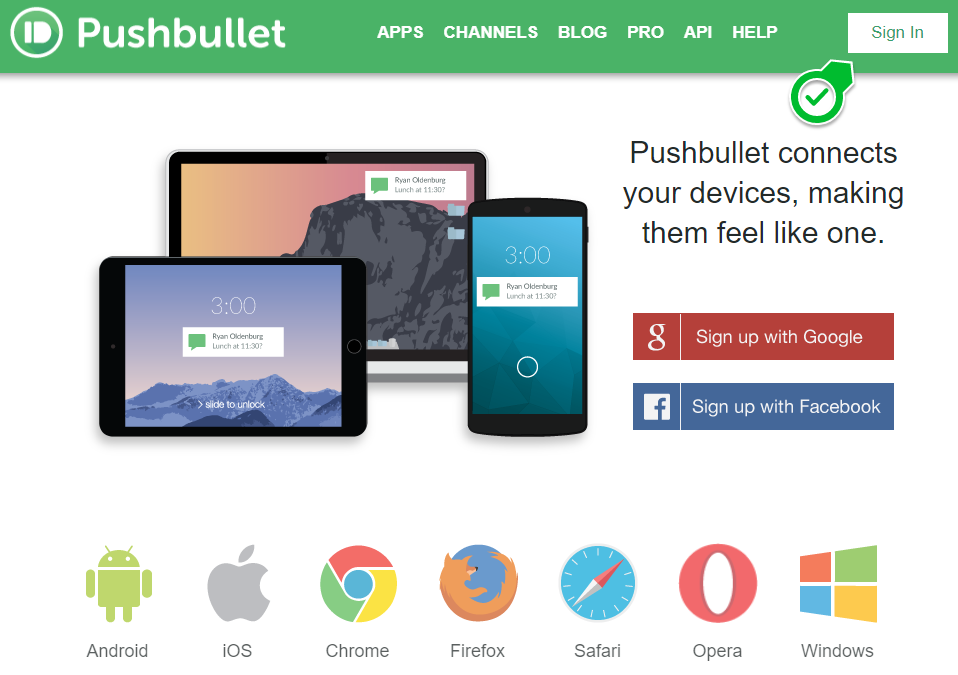 Pushbullet
APPS CHANNELS BLOG PRO API HELP
Sign In
Pushbullet connects
your devices, making
them feel like one.
Ryan Oldenburg
Lunch at 11:30?
3:00
Ryan Oldenburg
Lunch at 11:30?
3:00
Ryan Oldenburg
Lunch at 11:30?
> slide to unlock
g Sign up with Google
f Sign up with Facebook
Android iOS Chrome Firefox Safari Opera Windows